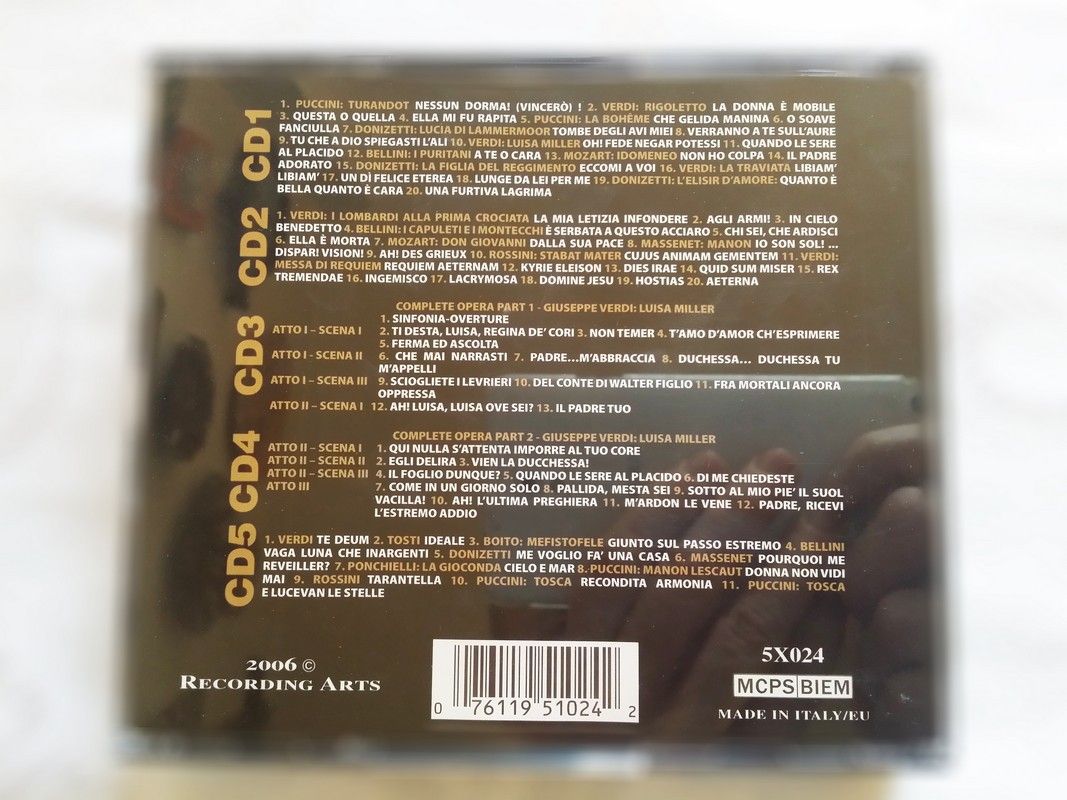 CD1
1. PUCCINI: TURANDOT NESSUN DORMA! (VINCERÒ) ! 2. VERDI: RIGOLETTO LA DONNA È MOBILE
3. QUESTA O QUELLA 4. ELLA MI FU RAPITA 5. PUCCINI: LA BOHÈME CHE GELIDA MANINA 6. O SOAVE
FANCIULLA 7. DONIZETTI: LUCIA DI LAMMERMOOR TOMBE DEGLI AVI MIEI 8. VERRANNO A TE SULL'AURE
9. TU CHE A DIO SPIEGASTI L'ALI 10. VERDI: LUISA MILLER OH! FEDE NEGAR POTESSI 11. QUANDO LE SERE
AL PLACIDO 12. BELLINI: I PURITANI A TE O CARA 13. MOZART: IDOMENEO NON HO COLPA 14. IL PADRE
ADORATO 15. DONIZETTI: LA FIGLIA DEL REGGIMENTO ECCOMI A VOI 16. VERDI: LA TRAVIATA LIBIAM'
LIBIAM' 17. UN DÌ FELICE ETEREA 18. LUNGE DA LEI PER ME 19. DONIZETTI: L'ELISIR D'AMORE: QUANTO È
BELLA QUANTO È CARA 20. UNA FURTIVA LAGRIMA
CD2
1. VERDI: I LOMBARDI ALLA PRIMA CROCIATA LA MIA LETIZIA INFONDERE 2. AGLI ARMI! 3. IN CIELO
BENEDETTO 4. BELLINI: I CAPULETI E I MONTECCHI È SERBATA A QUESTO ACCIARO 5. CHI SEI, CHE ARDISCI
6. ELLA È MORTA 7. MOZART: DON GIOVANNI DALLA SUA PACE 8. MASSENET: MANON IO SON SOL! ...
DISPAR! VISION! 9. AH! DES GRIEUX 10. ROSSINI: STABAT MATER CUJUS ANIMAM GEMENTEM 11. VERDI:
MESSA DI REQUIEM REQUIEM AETERNAM 12. KYRIE ELEISON 13. DIES IRAE 14. QUID SUM MISER 15. REX
TREMENDAE 16. INGEMISCO 17. LACRYMOSA 18. DOMINE JESU 19. HOSTIAS 20. AETERNA
CD3
COMPLETE OPERA PART 1 - GIUSEPPE VERDI: LUISA MILLER
1. SINFONIA-OVERTURE
ATTO I – SCENA I 2. TI DESTA, LUISA, REGINA DE' CORI 3. NON TEMER 4. T'AMO D'AMOR CH'ESPRIMERE
5. FERMA ED ASCOLTA
ATTO I - SCENA II 6. CHE MAI NARRASTI 7. PADRE...M'ABBRACCIA 8. DUCHESSA... DUCHESSA TU
M'APPELLI
ATTO I – SCENA III 9. SCIOGLIETE I LEVRIERI 10. DEL CONTE DI WALTER FIGLIO 11. FRA MORTALI ANCORA
OPPRESSA
ATTO II – SCENA I 12. AH! LUISA, LUISA OVE SEI? 13. IL PADRE TUO
CD4
COMPLETE OPERA PART 2 - GIUSEPPE VERDI: LUISA MILLER
ATTO II – SCENA I 1. QUI NULLA S'ATTENTA IMPORRE AL TUO CORE
ATTO II – SCENA II 2. EGLI DELIRA 3. VIEN LA DUCCHESSA!
ATTO II – SCENA III 4. IL FOGLIO DUNQUE? 5. QUANDO LE SERE AL PLACIDO 6. DI ME CHIEDESTE
ATTO III 7. COME IN UN GIORNO SOLO 8. PALLIDA, MESTA SEI 9. SOTTO AL MIO PIE' IL SUOL
VACILLA! 10. AH! L'ULTIMA PREGHIERA 11. M'ARDON LE VENE 12. PADRE, RICEVI
L'ESTREMO ADDIO
CD5
1. VERDI TE DEUM 2. TOSTI IDEALE 3. BOITO: MEFISTOFELE GIUNTO SUL PASSO ESTREMO 4. BELLINI
VAGA LUNA CHE INARGENTI 5. DONIZETTI ME VOGLIO FA' UNA CASA 6. MASSENET POURQUOI ME
REVEILLER? 7. PONCHIELLI: LA GIOCONDA CIELO E MAR 8. PUCCINI: MANON LESCAUT DONNA NON VIDI
MAI 9. ROSSINI TARANTELLA 10. PUCCINI: TOSCA RECONDITA ARMONIA 11. PUCCINI: TOSCA
E LUCEVAN LE STELLE
2006 ©
RECORDING ARTS
0 76119 51024 2
5X024
MCPS BIEM
MADE IN ITALY/EU